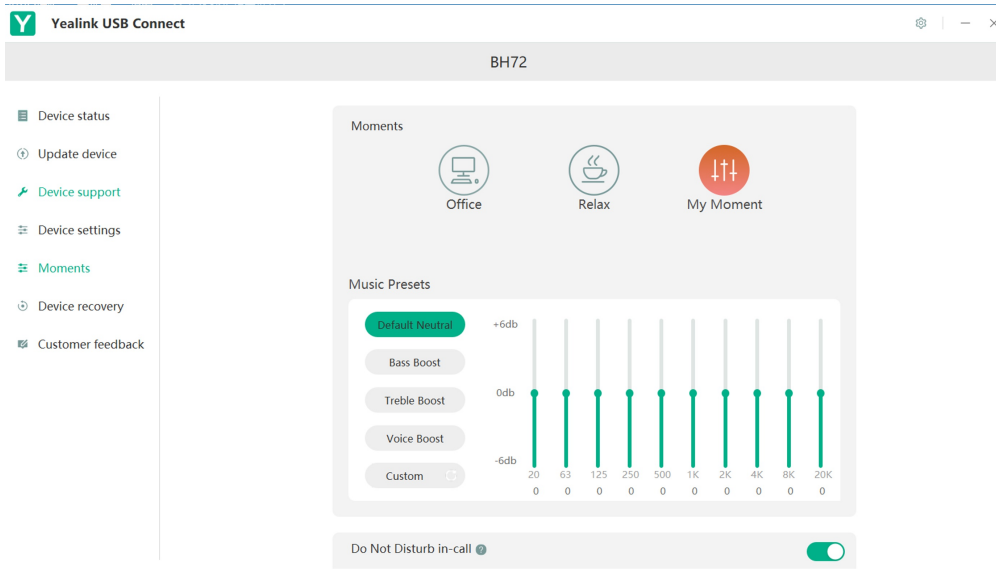 Y Yealink USB Connect
BH72
Device status
Update device
Device support
Device settings
Moments
Device recovery
Customer feedback
Moments
Office Relax My Moment
Music Presets
Default Neutral
Bass Boost
Treble Boost
Voice Boost
Custom
+6db
0db
-6db
20 63 125 250 500 1K 2K 4K 8K 20K
0 0 0 0 0 0 0 0 0 0
Do Not Disturb in-call ?